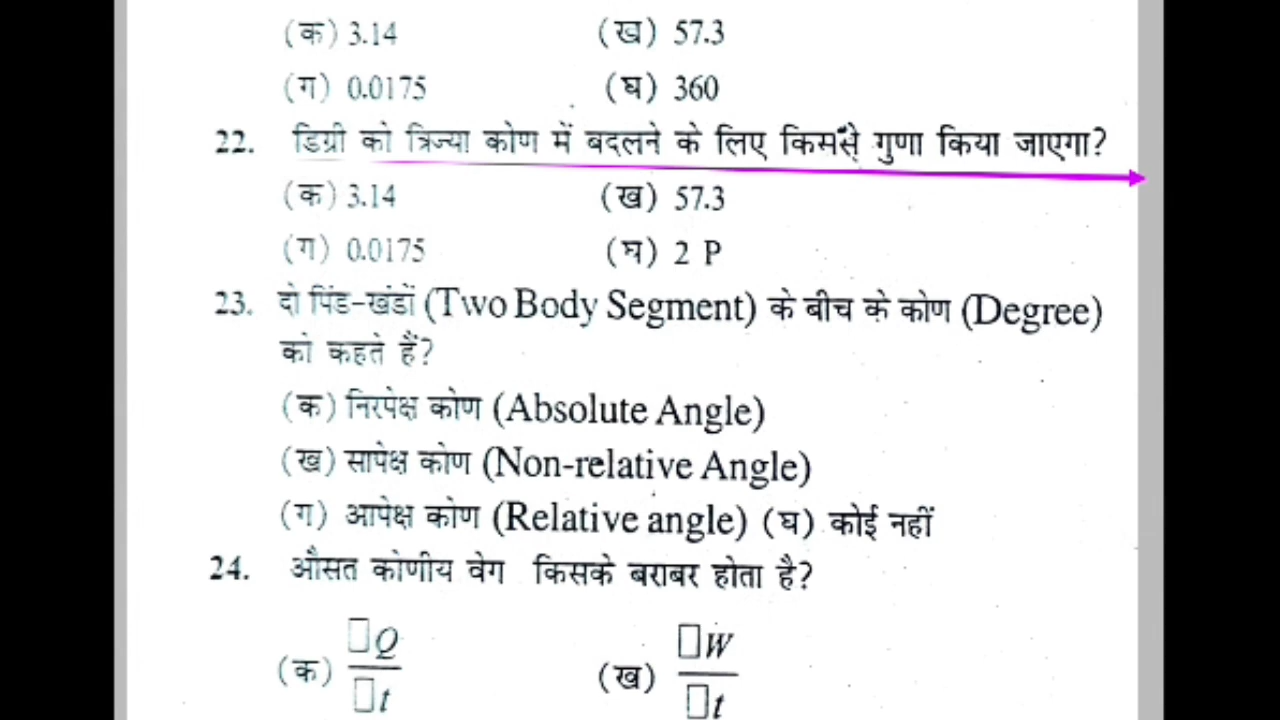 (क) 3.14 (ख) 57.3
(ग) 0.0175 (घ) 360
22. डिग्री को त्रिज्या कोण में बदलने के लिए किससे गुणा किया जाएगा?
(क) 3.14 (ख) 57.3
(ग) 0.0175 (घ) 2 P
23. दो पिंड-खंडों (Two Body Segment) के बीच के कोण (Degree)
को कहते हैं?
(क) निरपेक्ष कोण (Absolute Angle)
(ख) सापेक्ष कोण (Non-relative Angle)
(ग) आपेक्ष कोण (Relative angle) (घ) कोई नहीं
24. औसत कोणीय वेग किसके बराबर होता है?
(क) □Q/□t (ख) □W/□t